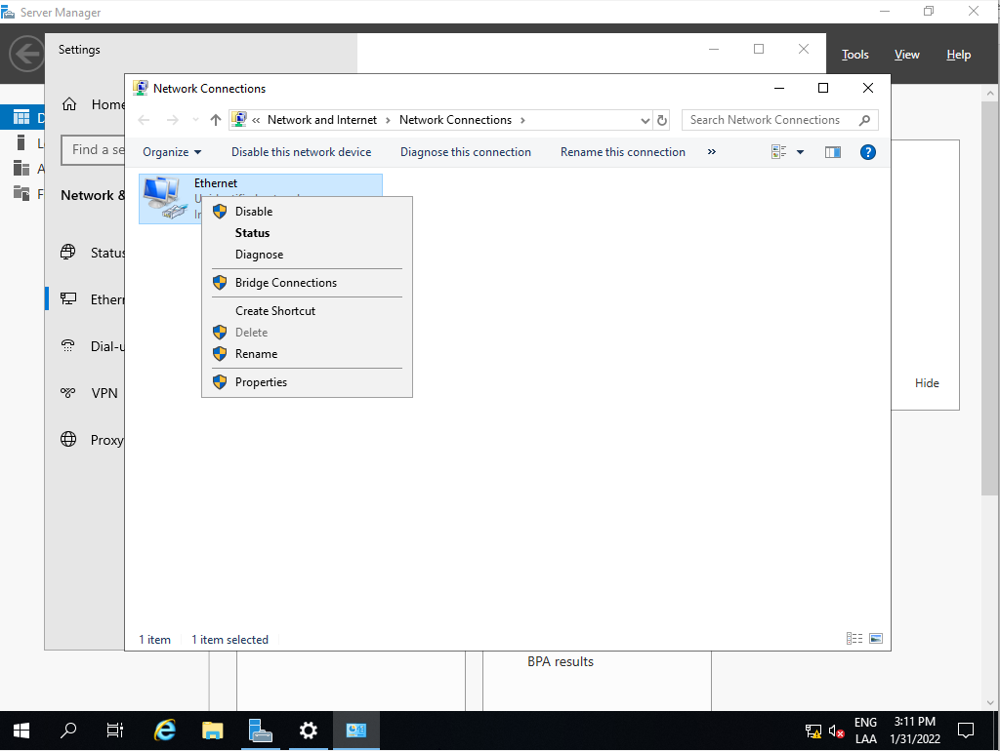 Server Manager
Settings
Tools View Help
Network Connections
Home
« Network and Internet › Network Connections ›
Search Network Connections
Find a se
Organize
Disable this network device
Diagnose this connection
Rename this connection
»
Ethernet
Network &
Disable
Status
Diagnose
Bridge Connections
Create Shortcut
Delete
Rename
Properties
Status
Ethern
Dial-u
VPN
Proxy
Hide
1 item
1 item selected
BPA results
ENG
LAA
3:11 PM
1/31/2022